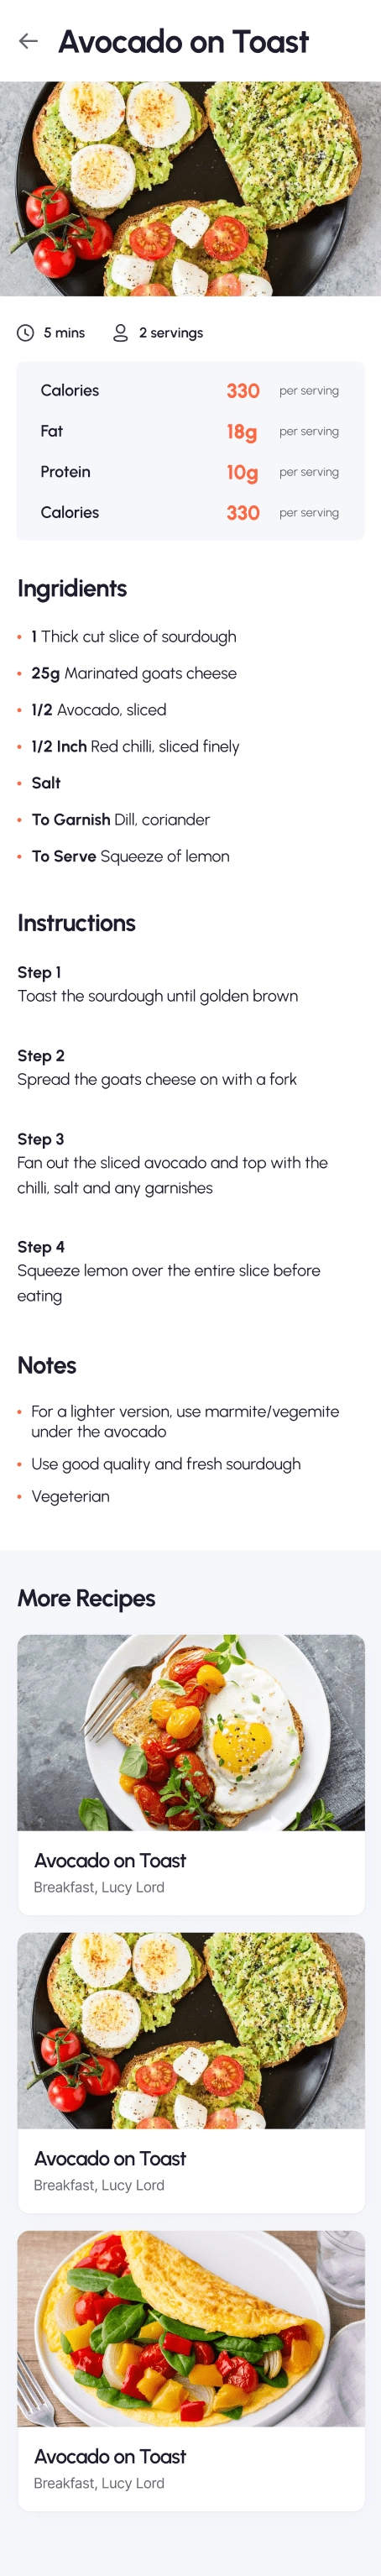 Avocado on Toast
5 mins 2 servings
Calories 330 per serving
Fat 18g per serving
Protein 10g per serving
Calories 330 per serving
Ingridients
1 Thick cut slice of sourdough
25g Marinated goats cheese
1/2 Avocado, sliced
1/2 Inch Red chilli, sliced finely
Salt
To Garnish Dill, coriander
To Serve Squeeze of lemon
Instructions
Step 1
Toast the sourdough until golden brown
Step 2
Spread the goats cheese on with a fork
Step 3
Fan out the sliced avocado and top with the
chilli, salt and any garnishes
Step 4
Squeeze lemon over the entire slice before
eating
Notes
For a lighter version, use marmite/vegemite
under the avocado
Use good quality and fresh sourdough
Vegeterian
More Recipes
Avocado on Toast
Breakfast, Lucy Lord
Avocado on Toast
Breakfast, Lucy Lord
Avocado on Toast
Breakfast, Lucy Lord